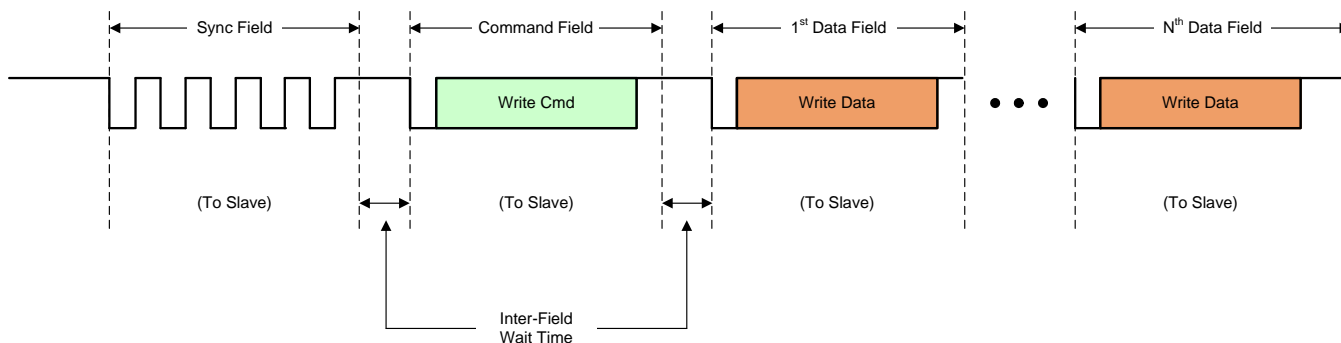 Sync Field
Command Field
1st Data Field
Nth Data Field
Write Cmd
Write Data
Write Data
(To Slave)
(To Slave)
(To Slave)
(To Slave)
Inter-Field
Wait Time